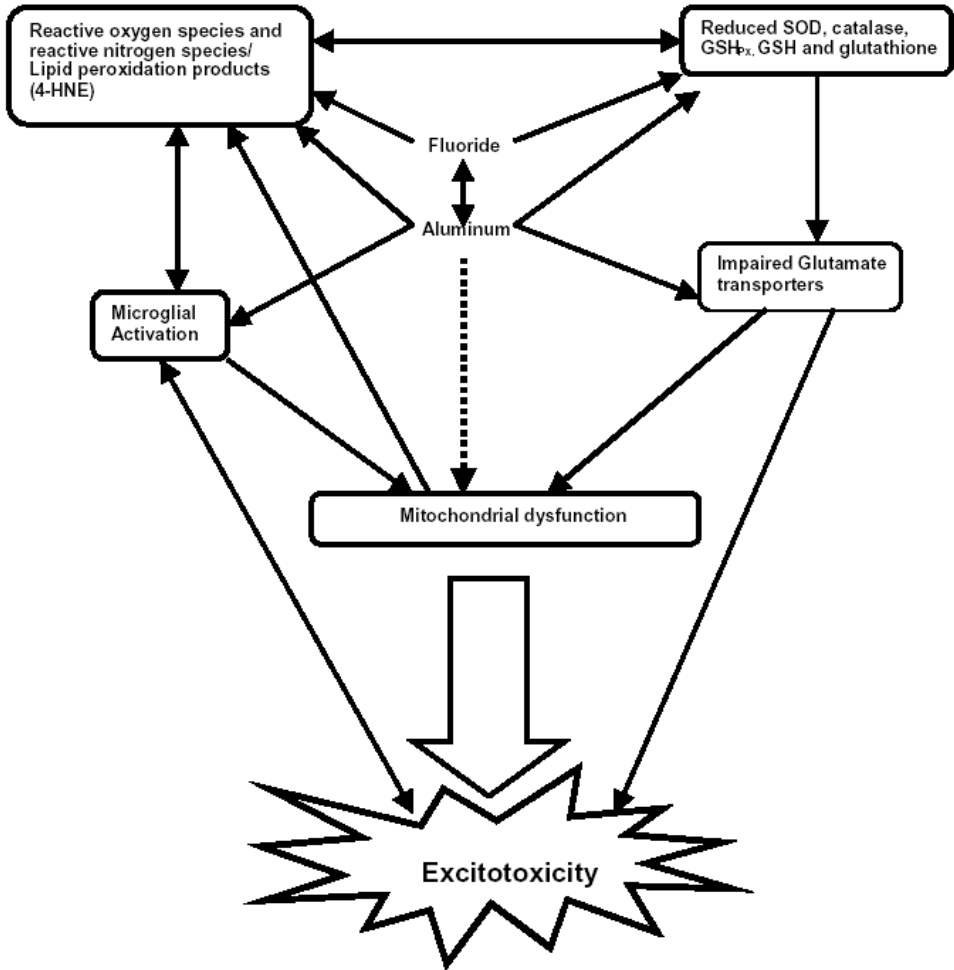 Reactive oxygen species and
reactive nitrogen species/
Lipid peroxidation products
(4-HNE)
Reduced SOD, catalase,
GSHPx, GSH and glutathione
Fluoride
Aluminum
Impaired Glutamate
transporters
Microglial
Activation
Mitochondrial dysfunction
Excitotoxicity